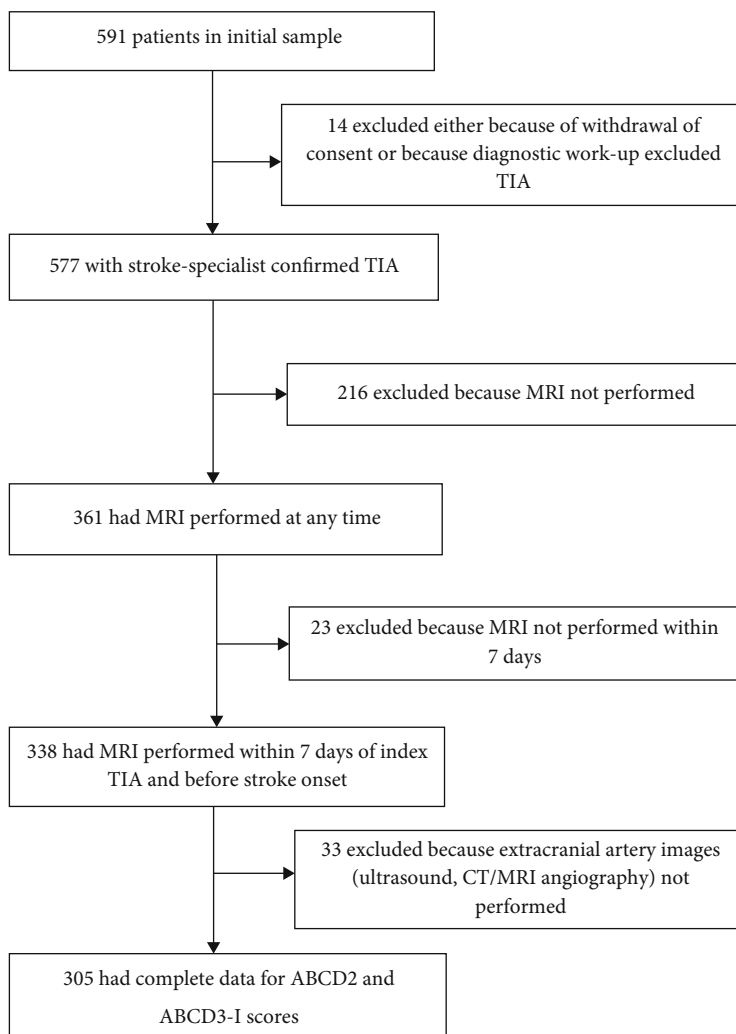 591 patients in initial sample
14 excluded either because of withdrawal of
consent or because diagnostic work-up excluded
TIA
577 with stroke-specialist confirmed TIA
216 excluded because MRI not performed
361 had MRI performed at any time
23 excluded because MRI not performed within
7 days
338 had MRI performed within 7 days of index
TIA and before stroke onset
33 excluded because extracranial artery images
(ultrasound, CT/MRI angiography) not
performed
305 had complete data for ABCD2 and
ABCD3-I scores